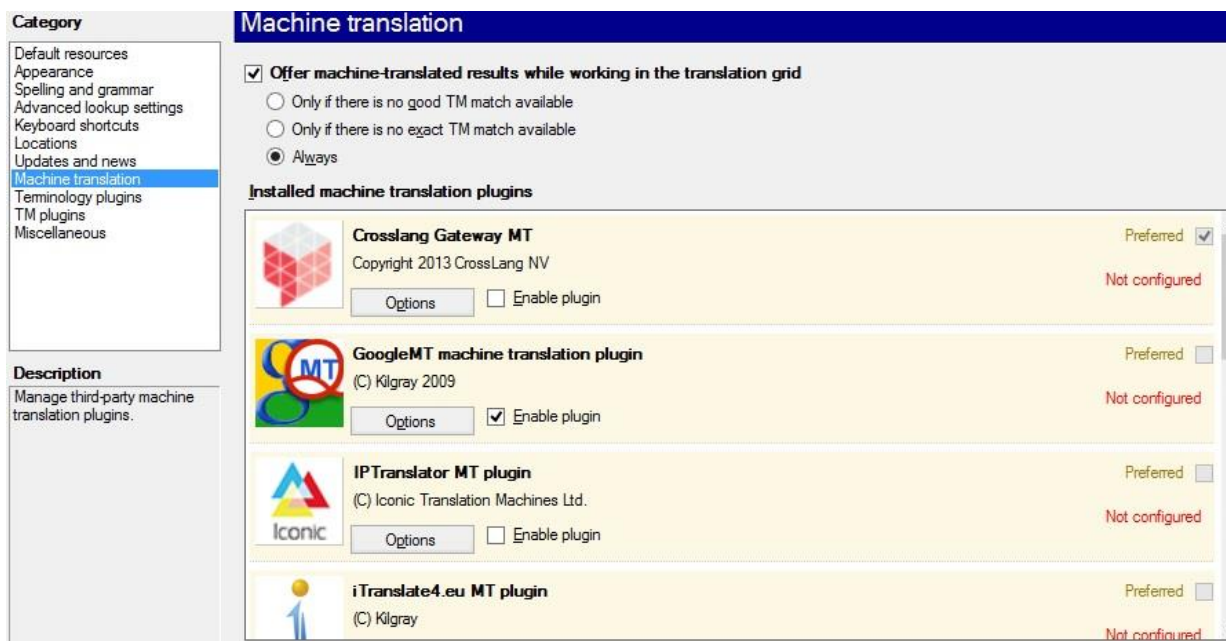 Category
Default resources
Appearance
Spelling and grammar
Advanced lookup settings
Keyboard shortcuts
Locations
Updates and news
Machine translation
Terminology plugins
TM plugins
Miscellaneous
Description
Manage third-party machine
translation plugins.
Machine translation
Offer machine-translated results while working in the translation grid
Only if there is no good TM match available
Only if there is no exact TM match available
Always
Installed machine translation plugins
Crosslang Gateway MT
Preferred
Copyright 2013 CrossLang NV
Not configured
Options
Enable plugin
MT
GoogleMT machine translation plugin
Preferred
(C) Kilgray 2009
Not configured
Options
Enable plugin
Iconic
IPTranslator MT plugin
Preferred
(C) Iconic Translation Machines Ltd.
Not configured
Options
Enable plugin
iTranslate4.eu MT plugin
Preferred
(C) Kilgray
Not configured